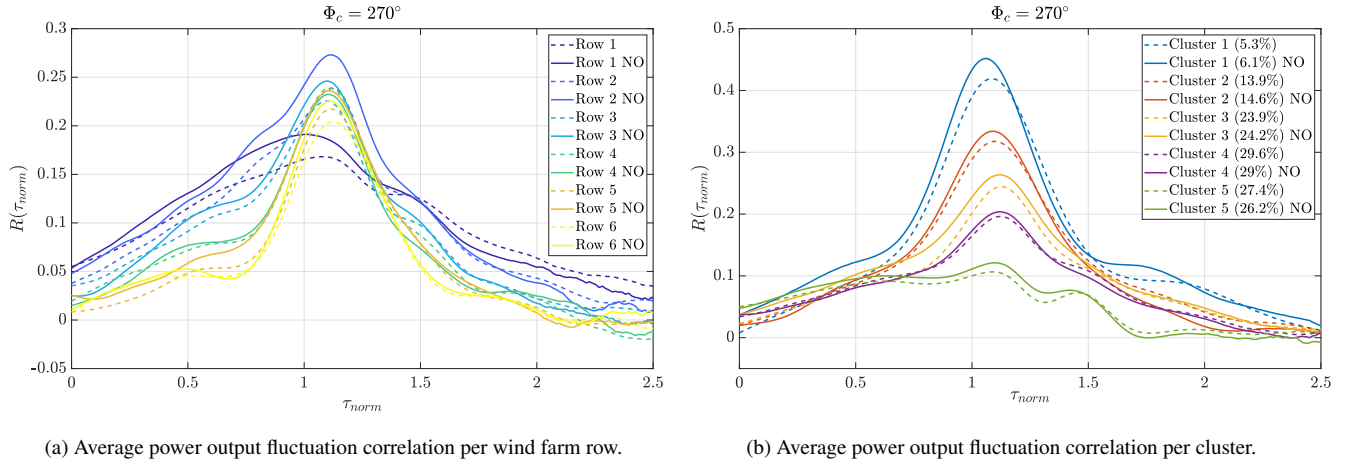 Φc = 270°
R(τnorm)
0.3
0.25
0.2
0.15
0.1
0.05
0
-0.05
0
0.5
1
1.5
2
2.5
τnorm
Row 1
Row 1 NO
Row 2
Row 2 NO
Row 3
Row 3 NO
Row 4
Row 4 NO
Row 5
Row 5 NO
Row 6
Row 6 NO
(a) Average power output fluctuation correlation per wind farm row.
Φc = 270°
R(τnorm)
0.5
0.4
0.3
0.2
0.1
0
0
0.5
1
1.5
2
2.5
τnorm
Cluster 1 (5.3%)
Cluster 1 (6.1%) NO
Cluster 2 (13.9%)
Cluster 2 (14.6%) NO
Cluster 3 (23.9%)
Cluster 3 (24.2%) NO
Cluster 4 (29.6%)
Cluster 4 (29%) NO
Cluster 5 (27.4%)
Cluster 5 (26.2%) NO
(b) Average power output fluctuation correlation per cluster.